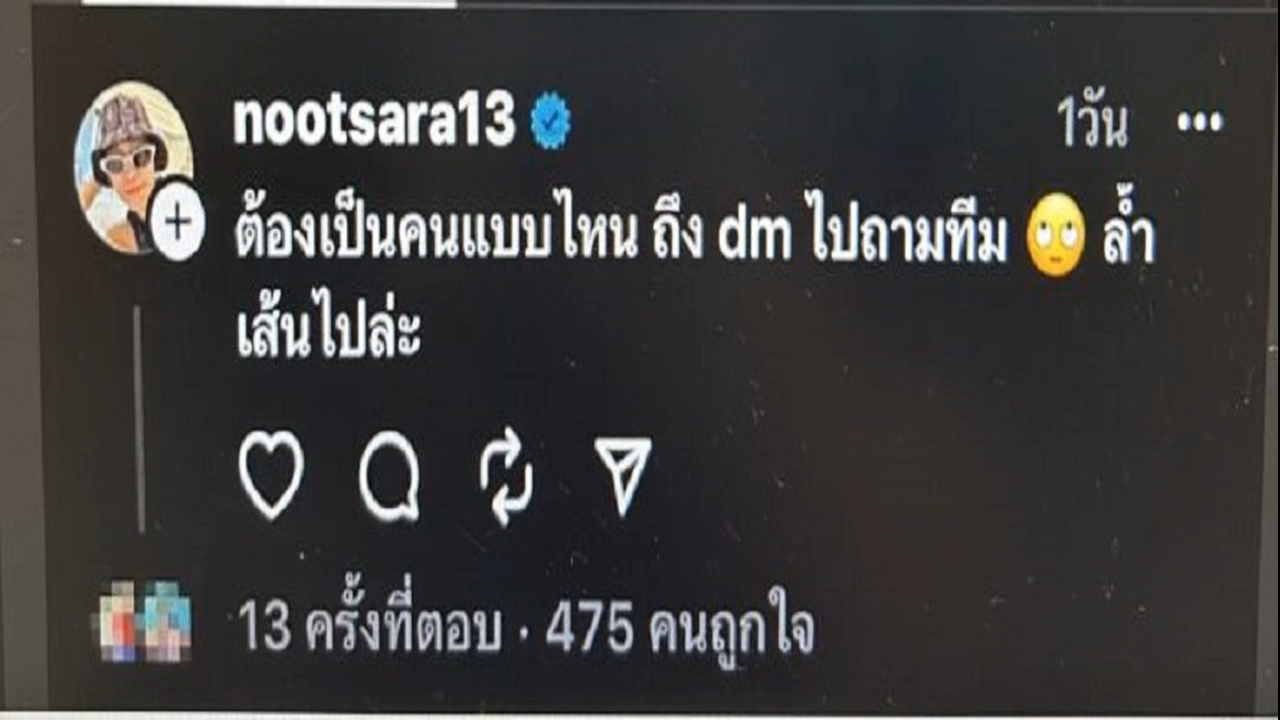 nootsara13
1วัน
ต้องเป็นคนแบบไหน ถึง dm ไปถามทีม 🙄 ล้ำ
เส้นไปล่ะ
13 ครั้งที่ตอบ · 475 คนถูกใจ